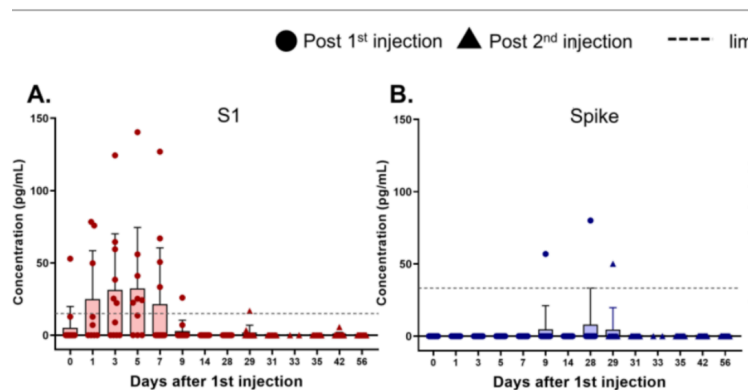 Post 1st injection Post 2nd injection lim
A. B.
S1 Spike
150 150
100 100
50 50
0 0
Concentration (pg/mL) Concentration (pg/mL)
0 1 3 5 7 9 14 28 29 31 33 35 42 56 0 1 3 5 7 9 14 28 29 31 33 35 42 56
Days after 1st injection Days after 1st injection